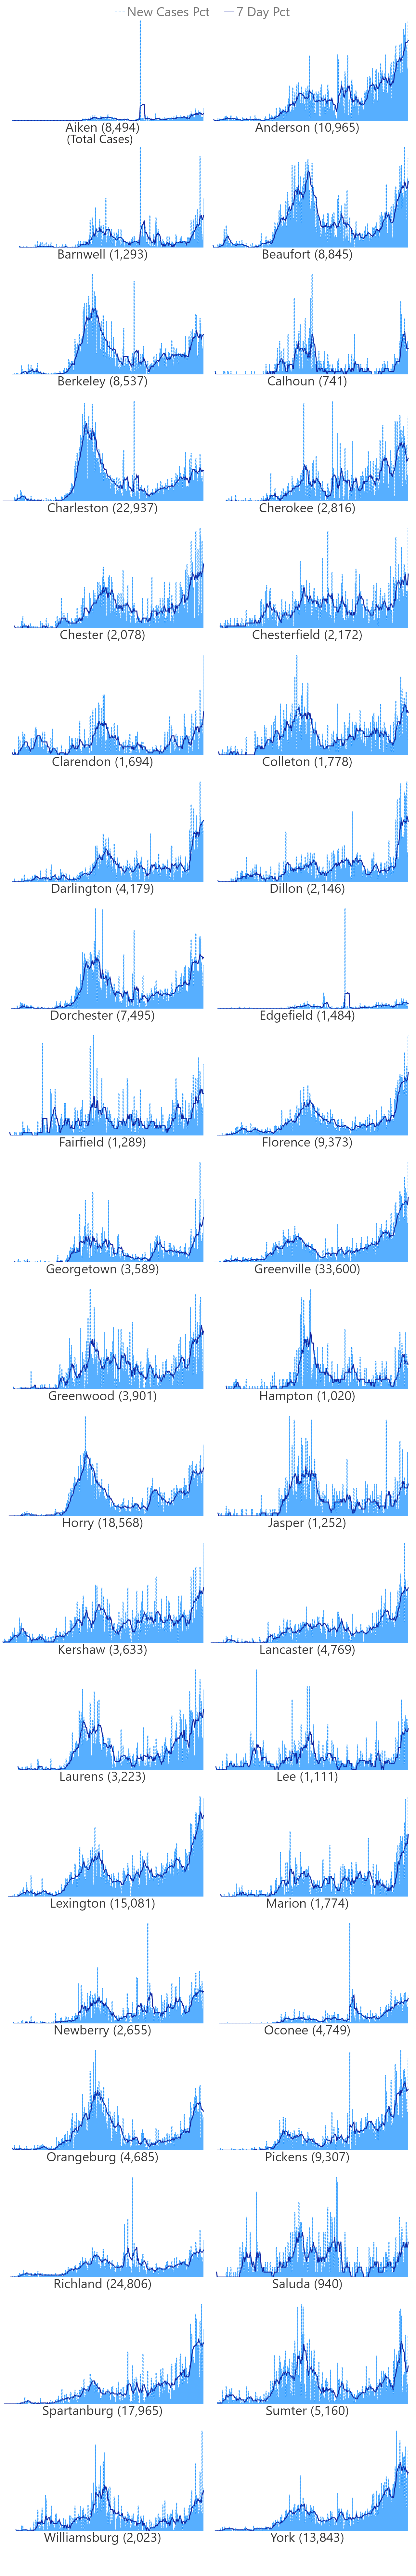 New Cases Pct 7 Day Pct
Aiken (8,494) Anderson (10,965)
(Total Cases)
Barnwell (1,293) Beaufort (8,845)
Berkeley (8,537) Calhoun (741)
Charleston (22,937) Cherokee (2,816)
Chester (2,078) Chesterfield (2,172)
Clarendon (1,694) Colleton (1,778)
Darlington (4,179) Dillon (2,146)
Dorchester (7,495) Edgefield (1,484)
Fairfield (1,289) Florence (9,373)
Georgetown (3,589) Greenville (33,600)
Greenwood (3,901) Hampton (1,020)
Horry (18,568) Jasper (1,252)
Kershaw (3,633) Lancaster (4,769)
Laurens (3,223) Lee (1,111)
Lexington (15,081) Marion (1,774)
Newberry (2,655) Oconee (4,749)
Orangeburg (4,685) Pickens (9,307)
Richland (24,806) Saluda (940)
Spartanburg (17,965) Sumter (5,160)
Williamsburg (2,023) York (13,843)